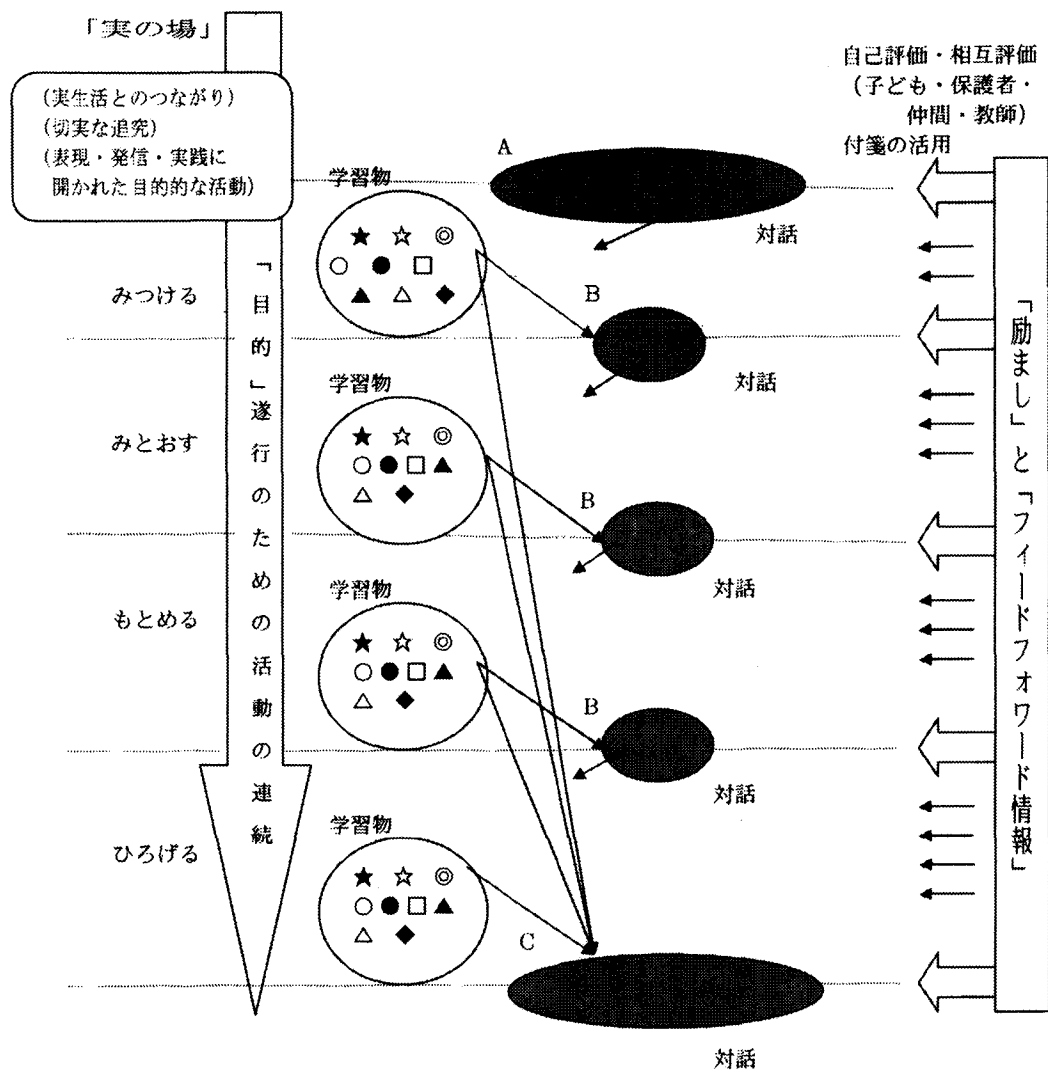 「実の場」
(実生活とのつながり)
(切実な追究)
(表現・発信・実践に
開かれた目的的な活動)
自己評価・相互評価
(子ども・保護者・
仲間・教師)
付箋の活用
A
学習物
対話
みつける
B
対話
学習物
みとおす
B
対話
学習物
もとめる
B
対話
学習物
ひろげる
C
対話
「目的」遂行のための活動の連続
「励まし」と「フィードフォワード情報」